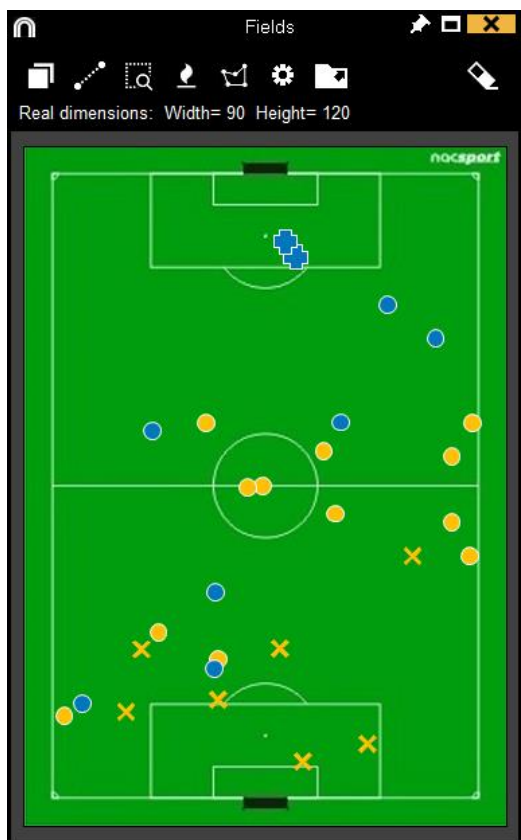 Fields
Real dimensions: Width= 90 Height= 120
nacsport